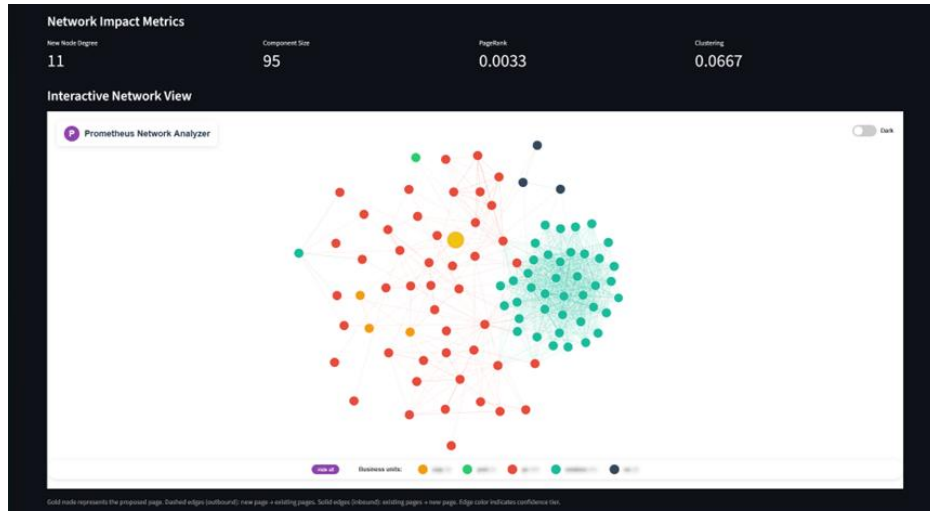 Network Impact Metrics
New Node Degree Component Size PageRank Clustering
11 95 0.0033 0.0667
Interactive Network View
P Prometheus Network Analyzer Dark
Business units:
Gold node represents the proposed page. Dashed edges (outbound): new page → existing pages. Solid edges (inbound): existing pages → new page. Edge color indicates confidence tier.